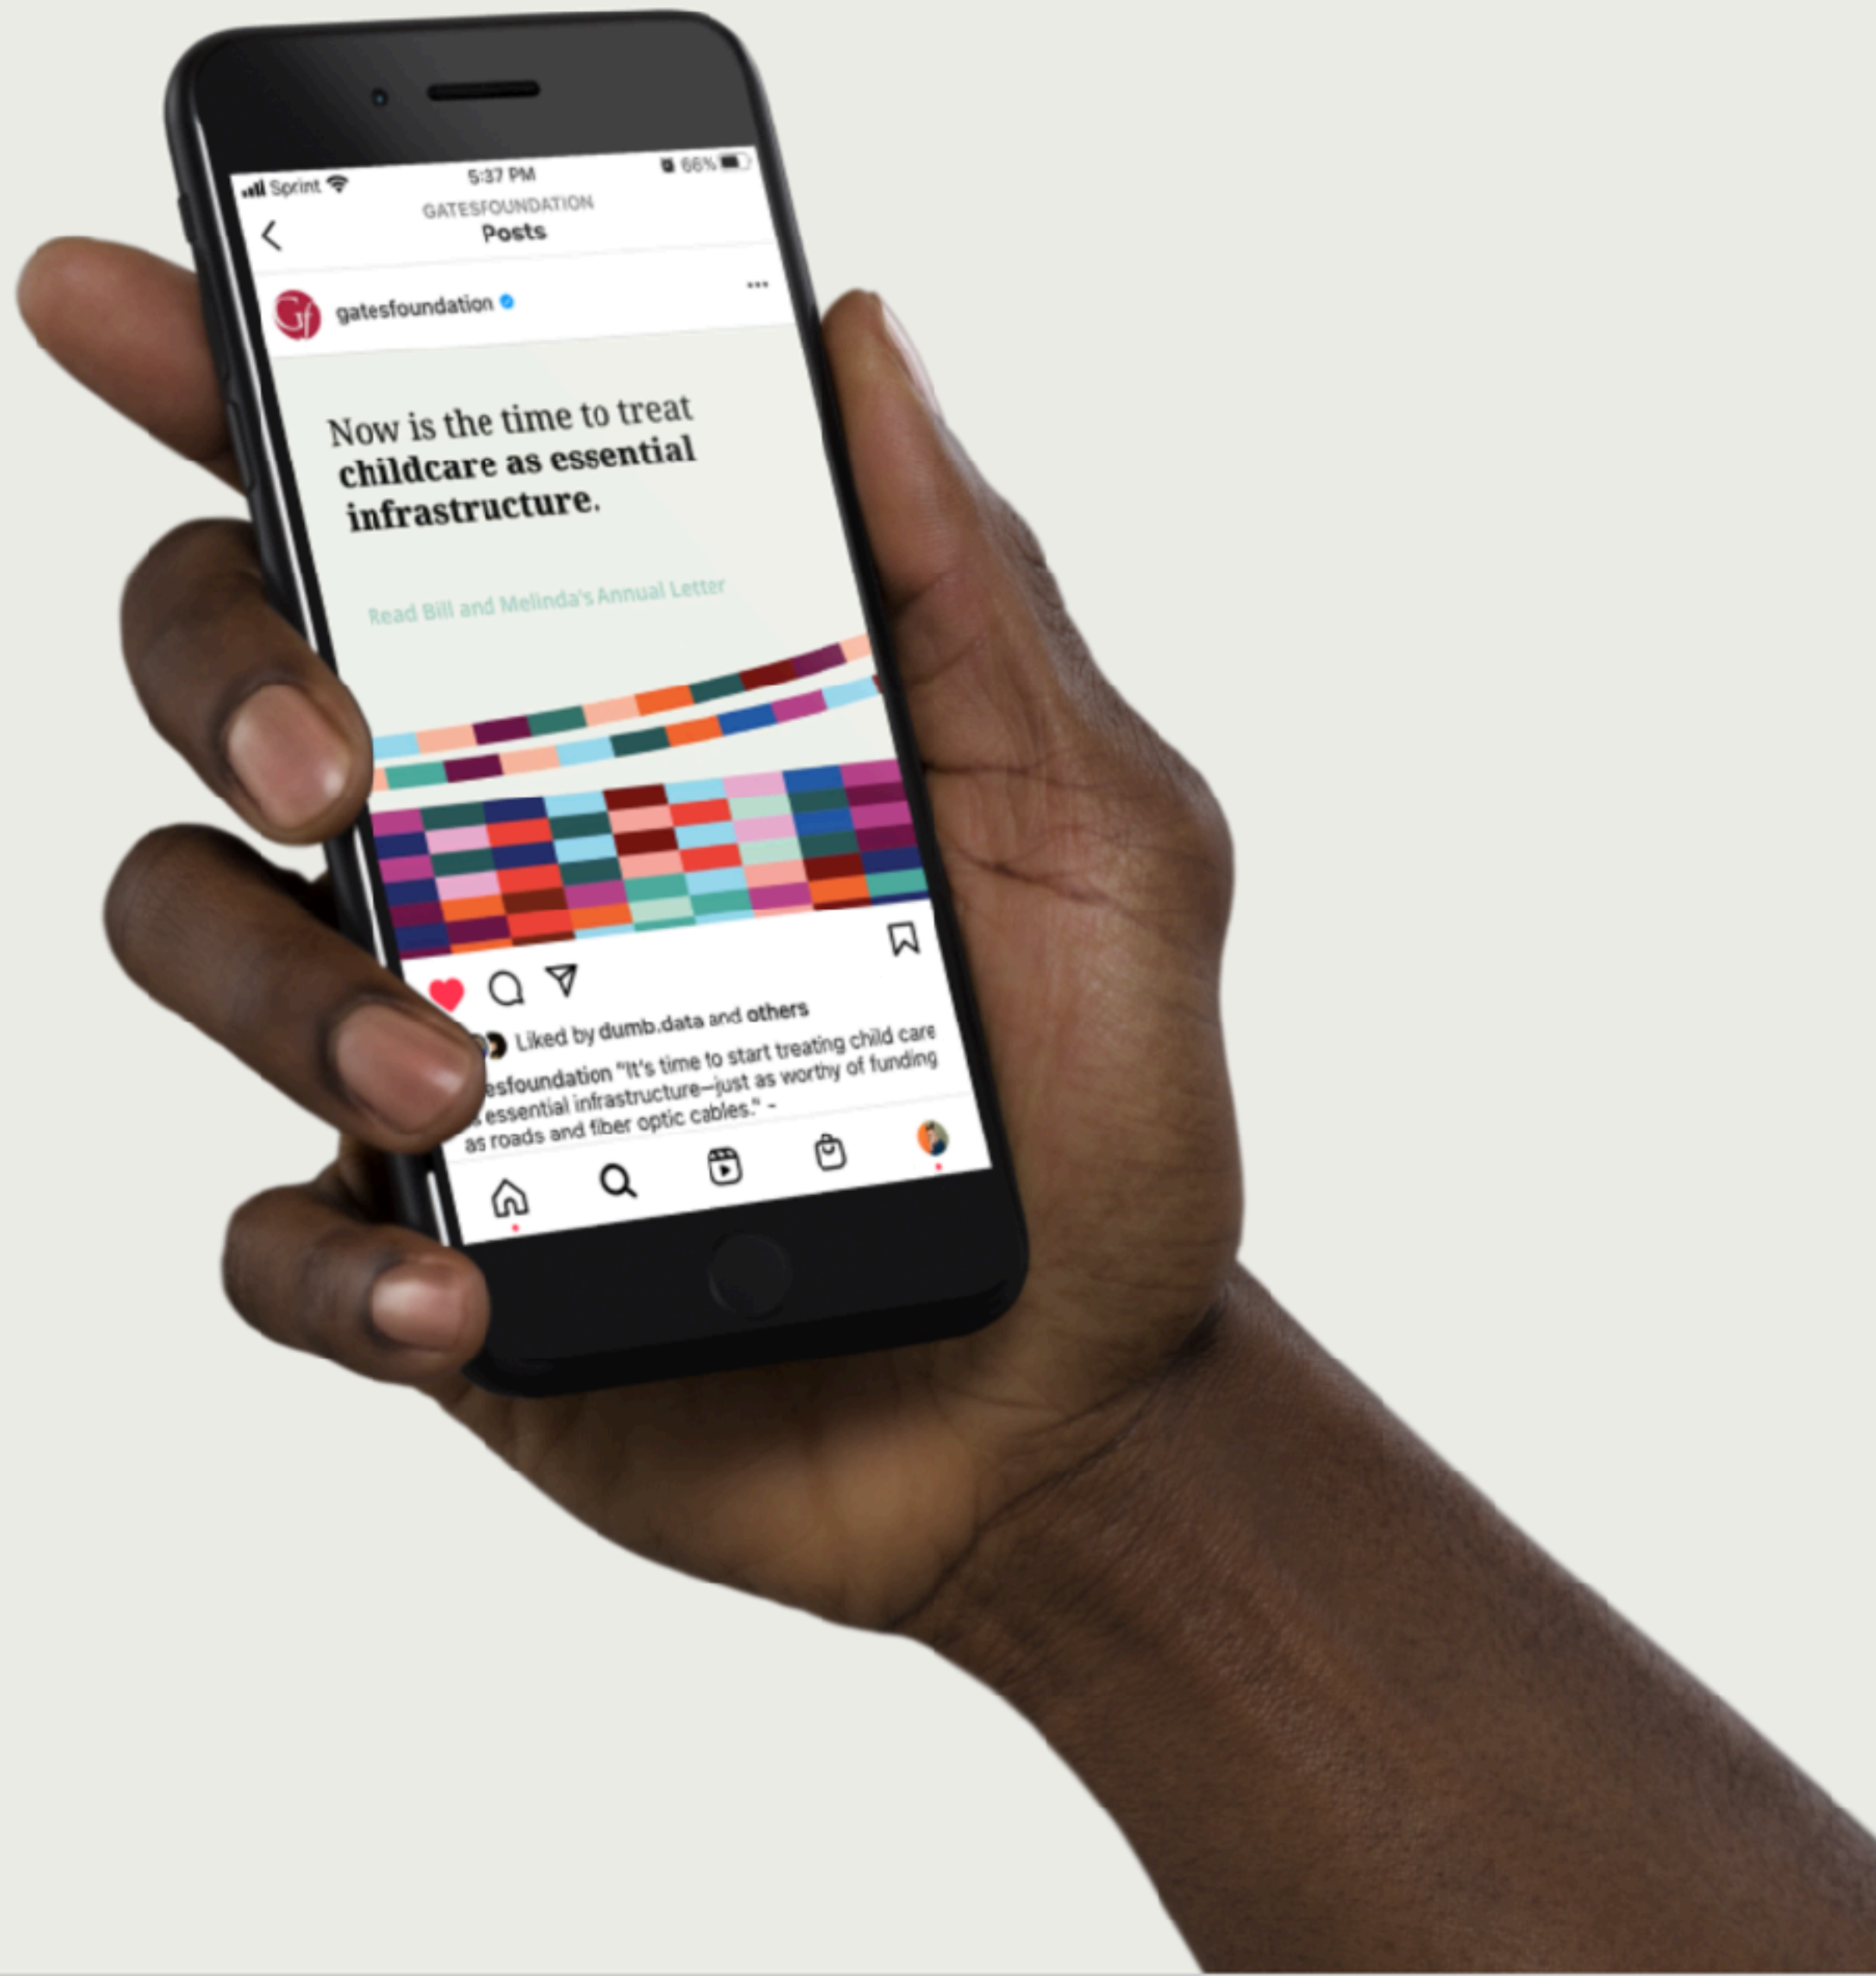 Sprint
5:37 PM
66%
GATESFOUNDATION
Posts
Gf
gatesfoundation
Now is the time to treat
childcare as essential
infrastructure.
Read Bill and Melinda's Annual Letter
Liked by dumb.data and others
esfoundation "It's time to start treating child care
essential infrastructure—just as worthy of funding
as roads and fiber optic cables." -